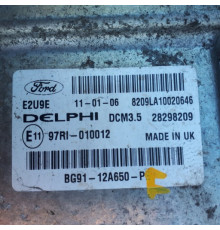 Ford
E2U9E 11-01-06 8209LA10020646
DELPHI DCM3.5 28298209
E11 97RI-010012 MADE IN UK
BG91-12A650-P
E